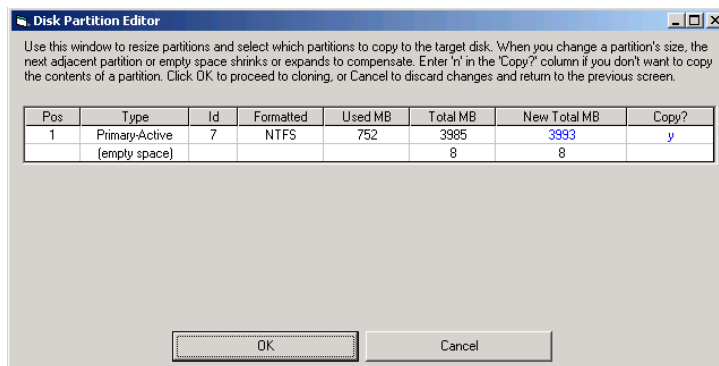 Disk Partition Editor
Use this window to resize partitions and select which partitions to copy to the target disk. When you change a partition's size, the
next adjacent partition or empty space shrinks or expands to compensate. Enter 'n' in the 'Copy?' column if you don't want to copy
the contents of a partition. Click OK to proceed to cloning, or Cancel to discard changes and return to the previous screen.
Pos Type Id Formatted Used MB Total MB New Total MB Copy?
1 Primary-Active 7 NTFS 752 3985 3993 y
(empty space) 8 8
OK Cancel